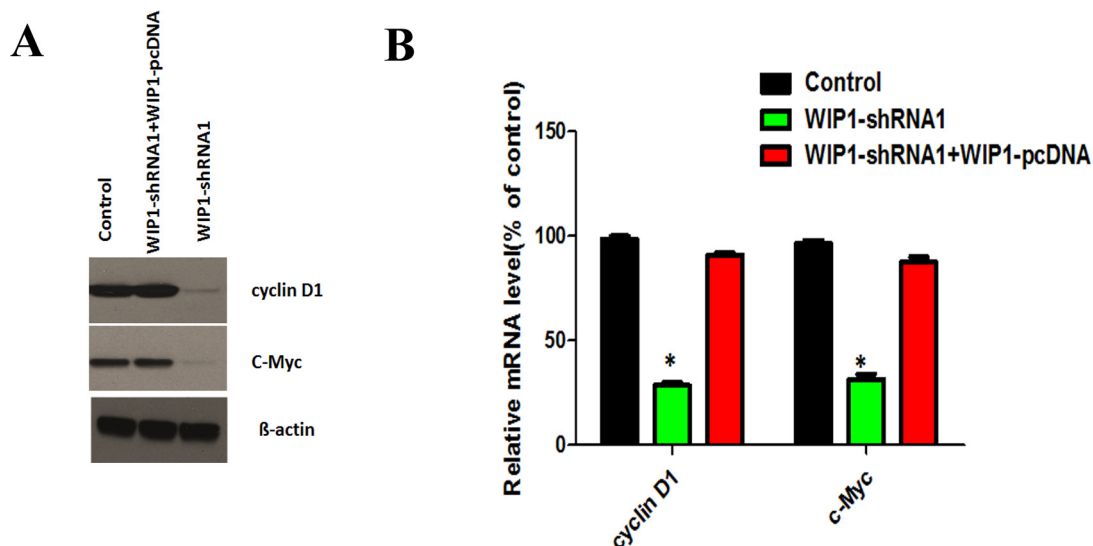 A
Control
WIP1-shRNA1+WIP1-pcDNA
WIP1-shRNA1
cyclin D1
C-Myc
ß-actin
B
Control
WIP1-shRNA1
WIP1-shRNA1+WIP1-pcDNA
Relative mRNA level(% of control)
150
100
50
0
*
*
cyclin D1
c-Myc